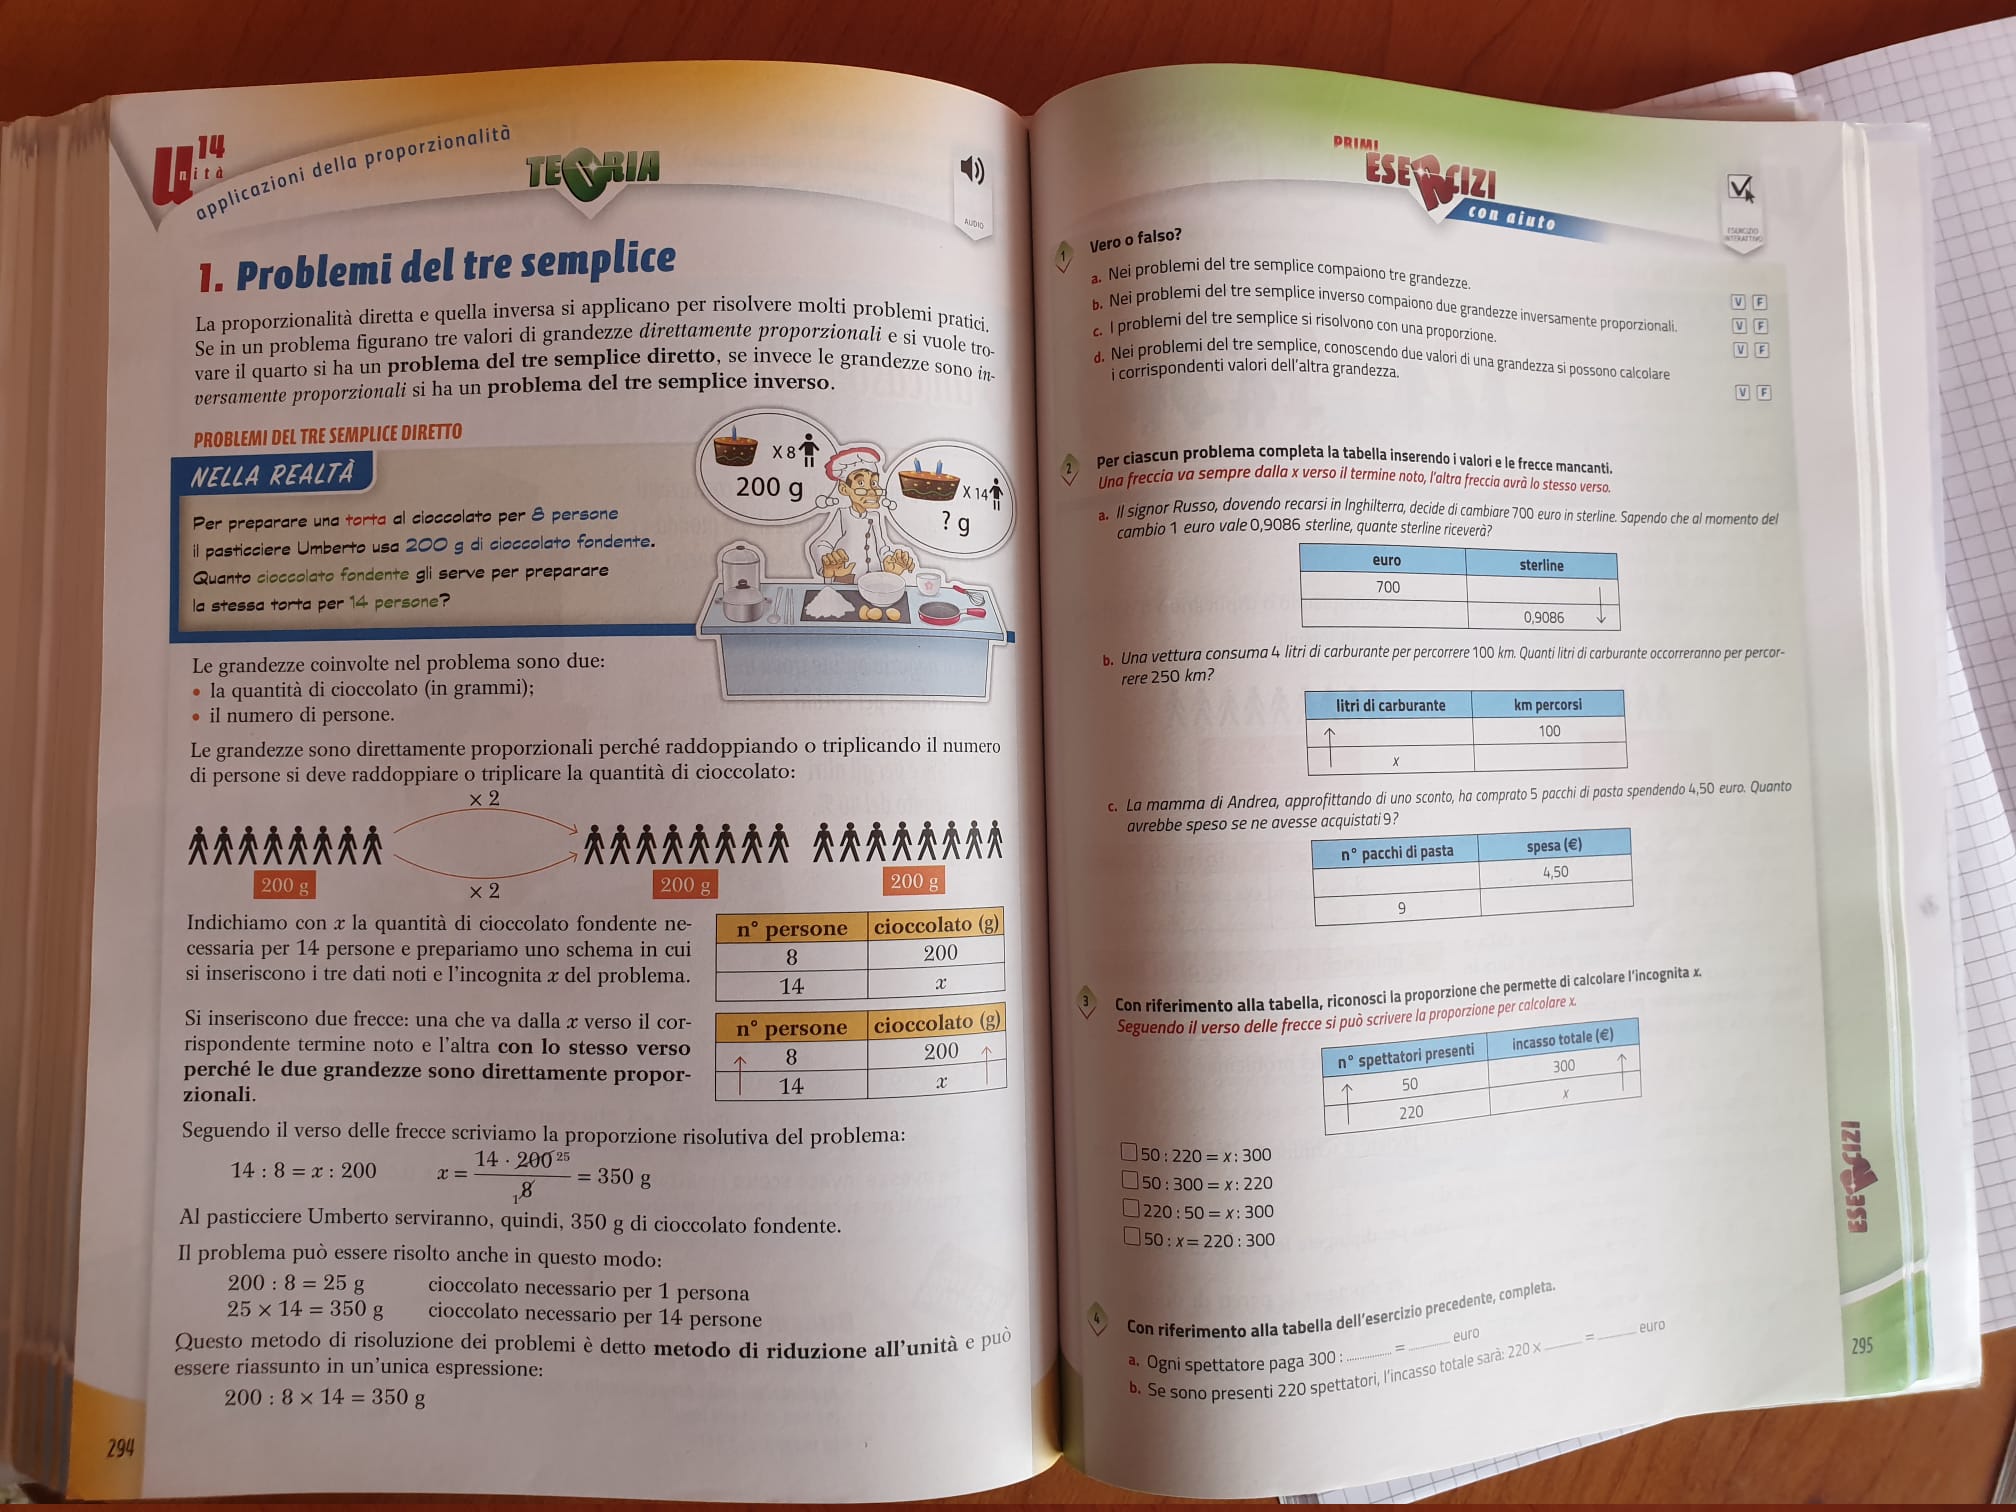 U14
nità
applicazioni della proporzionalità
TEORIA
AUDIO
1. Problemi del tre semplice
La proporzionalità diretta e quella inversa si applicano per risolvere molti problemi pratici.
Se in un problema figurano tre valori di grandezze direttamente proporzionali e si vuole tro-
vare il quarto si ha un problema del tre semplice diretto, se invece le grandezze sono in-
versamente proporzionali si ha un problema del tre semplice inverso.
PROBLEMI DEL TRE SEMPLICE DIRETTO
NELLA REALTÀ
Per preparare una torta al cioccolato per 8 persone
il pasticciere Umberto usa 200 g di cioccolato fondente.
Quanto cioccolato fondente gli serve per preparare
la stessa torta per 14 persone?
X 8
200 g
X 14
? g
Le grandezze coinvolte nel problema sono due:
• la quantità di cioccolato (in grammi);
• il numero di persone.
Le grandezze sono direttamente proporzionali perché raddoppiando o triplicando il numero
di persone si deve raddoppiare o triplicare la quantità di cioccolato:
× 2
200 g
× 2
200 g
200 g
Indichiamo con x la quantità di cioccolato fondente ne-
cessaria per 14 persone e prepariamo uno schema in cui
si inseriscono i tre dati noti e l'incognita x del problema.
n° persone cioccolato (g)
8 200
14 x
Si inseriscono due frecce: una che va dalla x verso il cor-
rispondente termine noto e l'altra con lo stesso verso
perché le due grandezze sono direttamente propor-
zionali.
n° persone cioccolato (g)
↑ 8 200 ↑
14 x
Seguendo il verso delle frecce scriviamo la proporzione risolutiva del problema:
14 : 8 = x : 200 x = 14 · 200 25 / 1 8 = 350 g
Al pasticciere Umberto serviranno, quindi, 350 g di cioccolato fondente.
Il problema può essere risolto anche in questo modo:
200 : 8 = 25 g cioccolato necessario per 1 persona
25 × 14 = 350 g cioccolato necessario per 14 persone
Questo metodo di risoluzione dei problemi è detto metodo di riduzione all'unità e può
essere riassunto in un'unica espressione:
200 : 8 × 14 = 350 g
294
PRIMI
ESERCIZI
con aiuto
ESERCIZIO
INTERATTIVO
1 Vero o falso?
a. Nei problemi del tre semplice compaiono tre grandezze. V F
b. Nei problemi del tre semplice inverso compaiono due grandezze inversamente proporzionali. V F
c. I problemi del tre semplice si risolvono con una proporzione. V F
d. Nei problemi del tre semplice, conoscendo due valori di una grandezza si possono calcolare
i corrispondenti valori dell'altra grandezza. V F
2 Per ciascun problema completa la tabella inserendo i valori e le frecce mancanti.
Una freccia va sempre dalla x verso il termine noto, l'altra freccia avrà lo stesso verso.
a. Il signor Russo, dovendo recarsi in Inghilterra, decide di cambiare 700 euro in sterline. Sapendo che al momento del
cambio 1 euro vale 0,9086 sterline, quante sterline riceverà?
euro sterline
700
0,9086 ↓
b. Una vettura consuma 4 litri di carburante per percorrere 100 km. Quanti litri di carburante occorreranno per percor-
rere 250 km?
litri di carburante km percorsi
↑ 100
x
c. La mamma di Andrea, approfittando di uno sconto, ha comprato 5 pacchi di pasta spendendo 4,50 euro. Quanto
avrebbe speso se ne avesse acquistati 9?
n° pacchi di pasta spesa (€)
4,50
9
3 Con riferimento alla tabella, riconosci la proporzione che permette di calcolare l'incognita x.
Seguendo il verso delle frecce si può scrivere la proporzione per calcolare x.
n° spettatori presenti incasso totale (€)
↑ 50 300 ↑
220 x
□ 50 : 220 = x : 300
□ 50 : 300 = x : 220
□ 220 : 50 = x : 300
□ 50 : x = 220 : 300
4 Con riferimento alla tabella dell'esercizio precedente, completa.
a. Ogni spettatore paga 300 : ........ = ________ euro
b. Se sono presenti 220 spettatori, l'incasso totale sarà: 220 × ______ = ______ euro
ESERCIZI
295